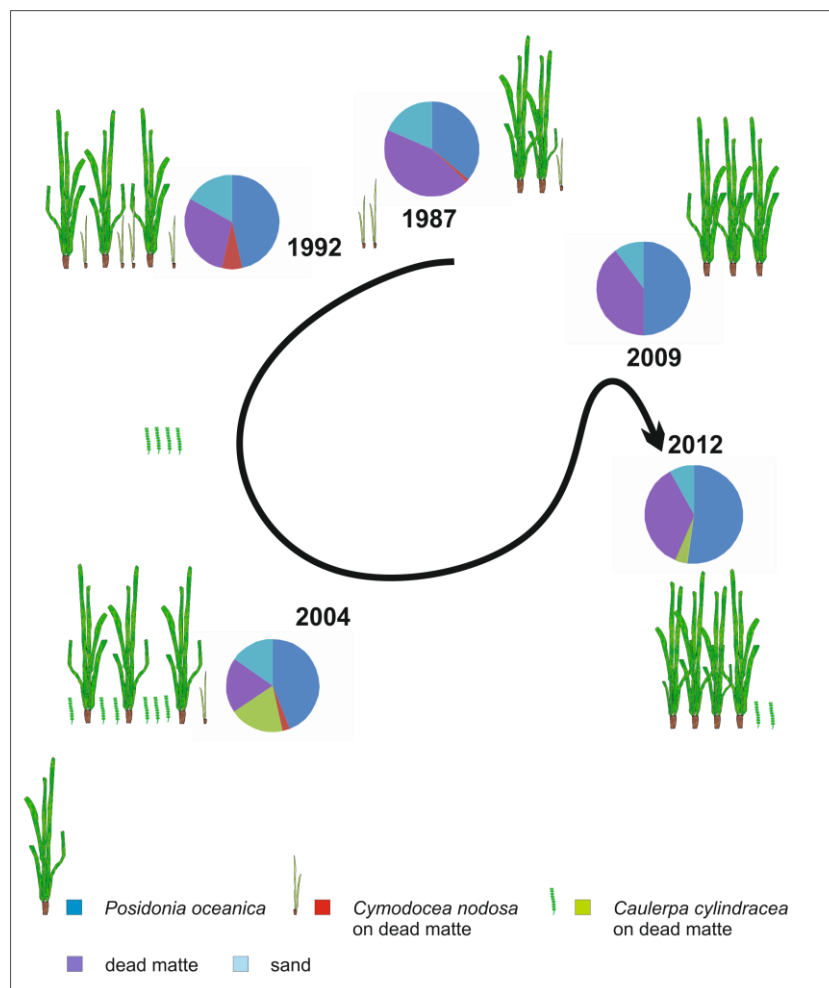 1987
1992
2009
2012
2004
Posidonia oceanica
Cymodocea nodosa
on dead matte
Caulerpa cylindracea
on dead matte
dead matte
sand